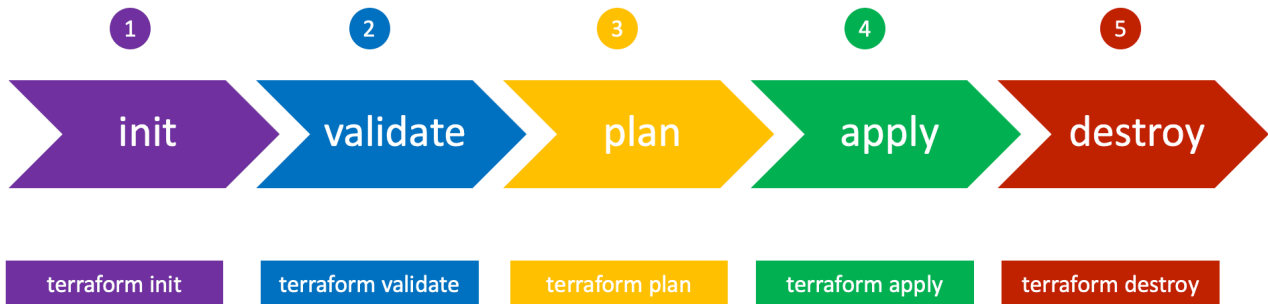 1 2 3 4 5
init validate plan apply destroy
terraform init terraform validate terraform plan terraform apply terraform destroy